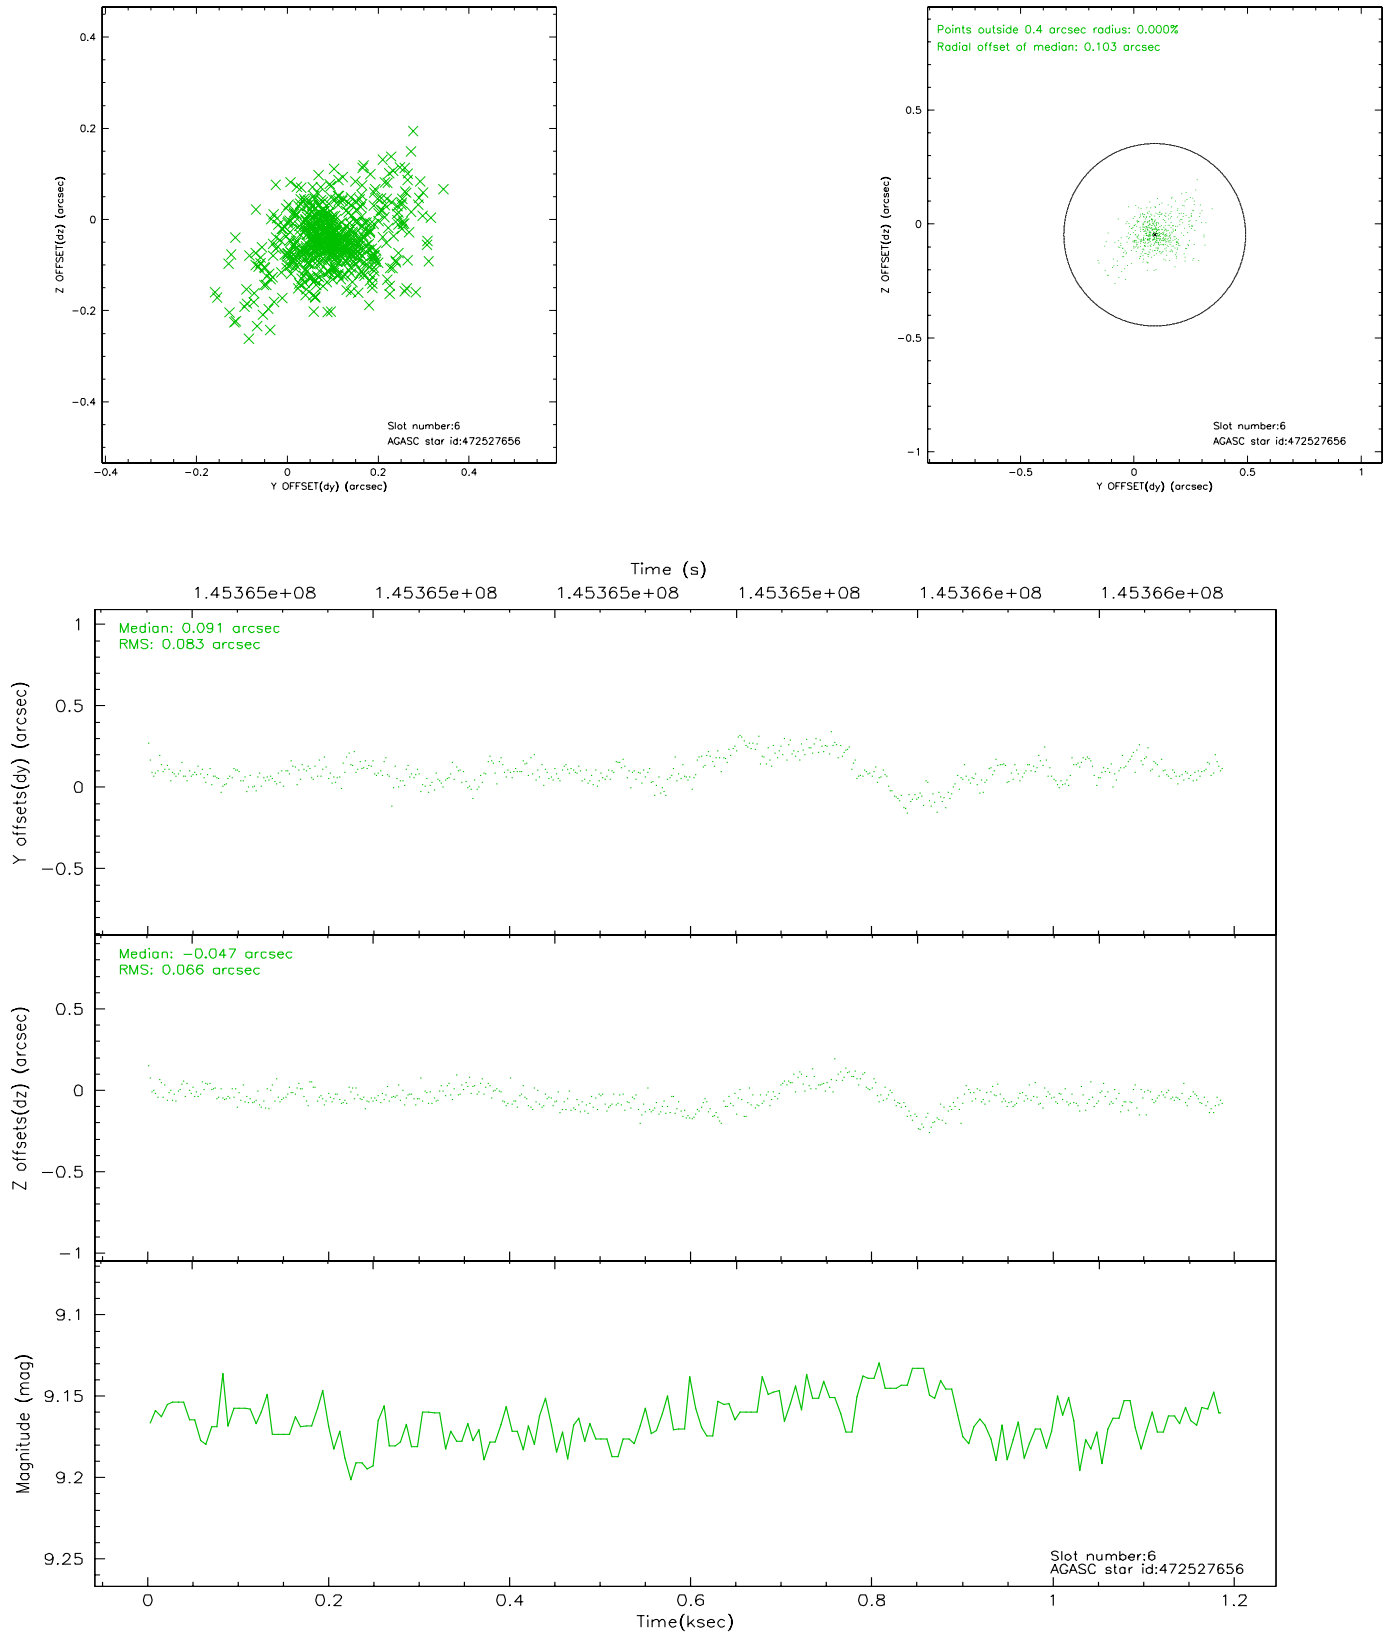 0.4
0.2
0
−0.2
−0.4
Z OFFSET(dz) (arcsec)
Slot number:6
AGASC star id:472527656
−0.4 −0.2 0 0.2 0.4
Y OFFSET(dy) (arcsec)
Points outside 0.4 arcsec radius: 0.000%
Radial offset of median: 0.103 arcsec
0.5
0
−0.5
−1
Z OFFSET(dz) (arcsec)
Slot number:6
AGASC star id:472527656
−0.5 0 0.5 1
Y OFFSET(dy) (arcsec)
Time (s)
1.45365e+08 1.45365e+08 1.45365e+08 1.45365e+08 1.45366e+08 1.45366e+08
Median: 0.091 arcsec
RMS: 0.083 arcsec
1
0.5
0
−0.5
Y offsets(dy) (arcsec)
Median: −0.047 arcsec
RMS: 0.066 arcsec
0.5
0
−0.5
−1
Z offsets(dz) (arcsec)
9.1
9.15
9.2
9.25
Magnitude (mag)
Slot number:6
AGASC star id:472527656
0 0.2 0.4 0.6 0.8 1 1.2
Time(ksec)